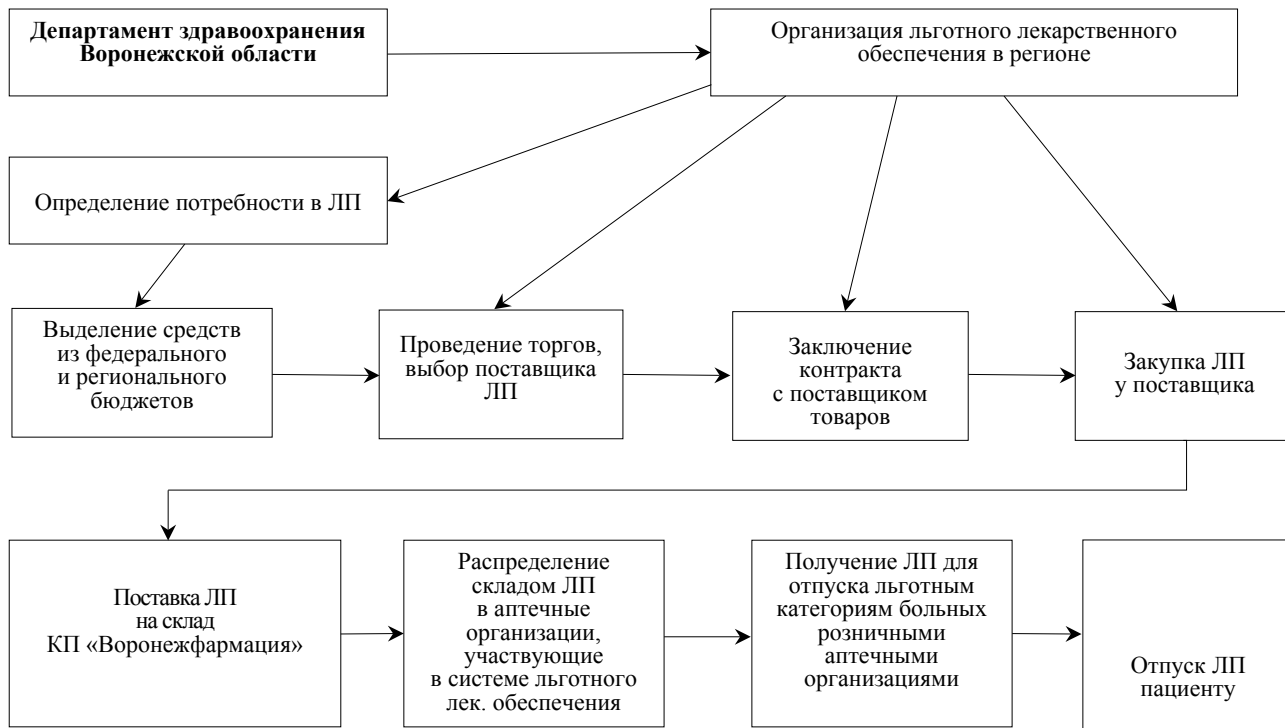 Департамент здравоохранения
Воронежской области
Организация льготного лекарственного
обеспечения в регионе
Определение потребности в ЛП
Выделение средств
из федерального
и регионального
бюджетов
Проведение торгов,
выбор поставщика
ЛП
Заключение
контракта
с поставщиком
товаров
Закупка ЛП
у поставщика
Поставка ЛП
на склад
КП «Воронежфармация»
Распределение
складом ЛП
в аптечные
организации,
участвующие
в системе льготного
лек. обеспечения
Получение ЛП для
отпуска льготным
категориям больных
розничными
аптечными
организациями
Отпуск ЛП
пациенту